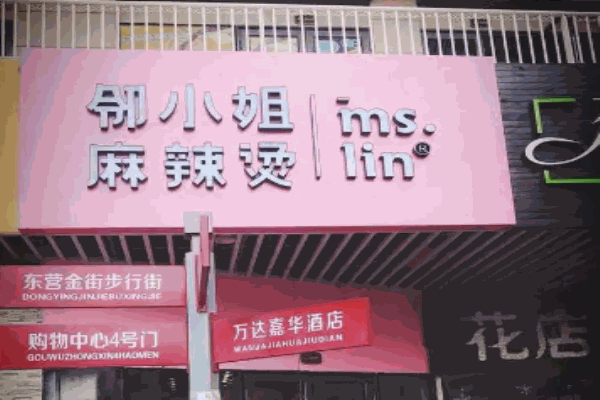 邻小姐
麻辣烫
ms.
lin®
东营金街步行街
DONGYINGJINJIEBUXINGJIE
购物中心4号门
GOUWUZHONGXIN4HAOMEN
万达嘉华酒店
WANDAJIAHUAJIUDIAN
花店